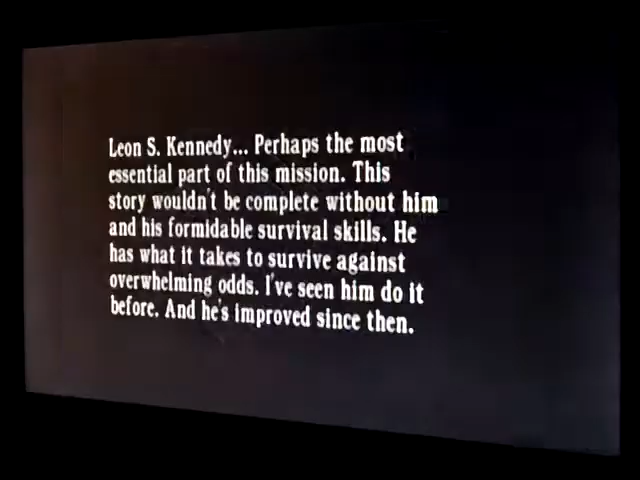 Leon S. Kennedy... Perhaps the most
essential part of this mission. This
story wouldn't be complete without him
and his formidable survival skills. He
has what it takes to survive against
overwhelming odds. I've seen him do it
before. And he's improved since then.